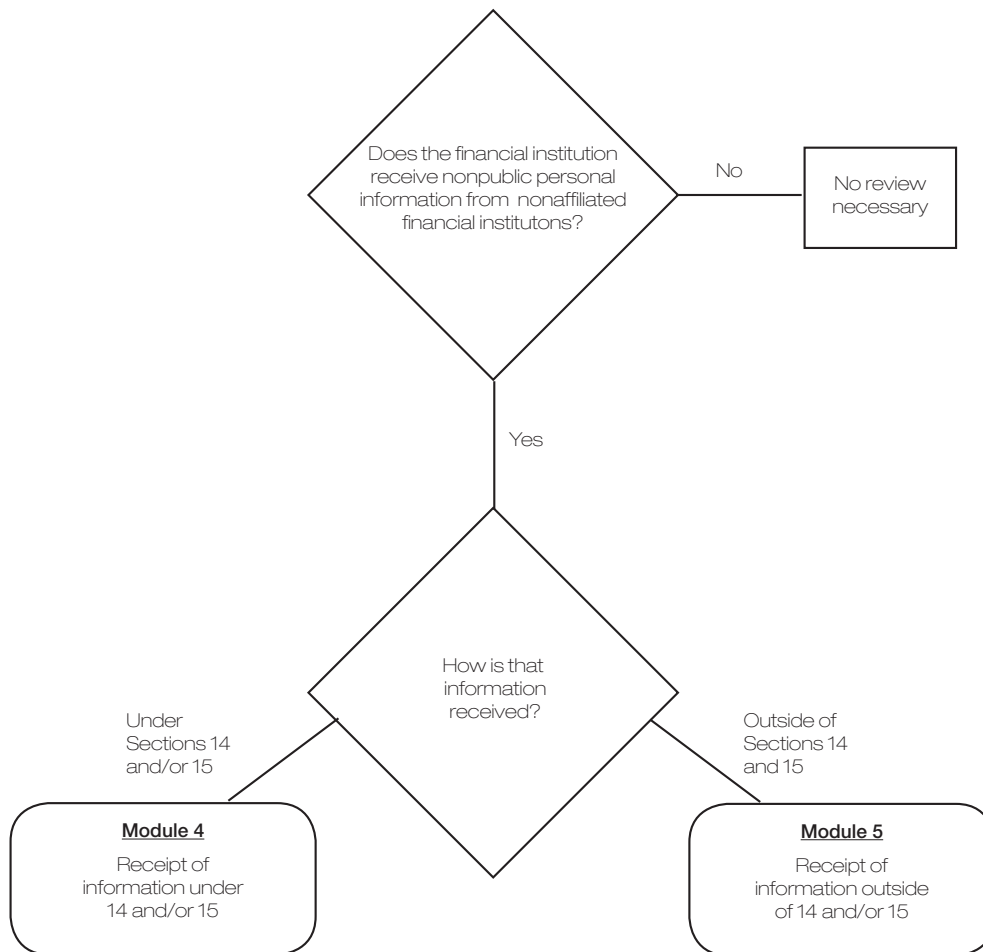 Does the financial institution
receive nonpublic personal
information from nonaffiliated
financial institutons?
No
No review
necessary
Yes
How is that
information
received?
Under
Sections 14
and/or 15
Outside of
Sections 14
and 15
Module 4
Receipt of
information under
14 and/or 15
Module 5
Receipt of
information outside
of 14 and/or 15